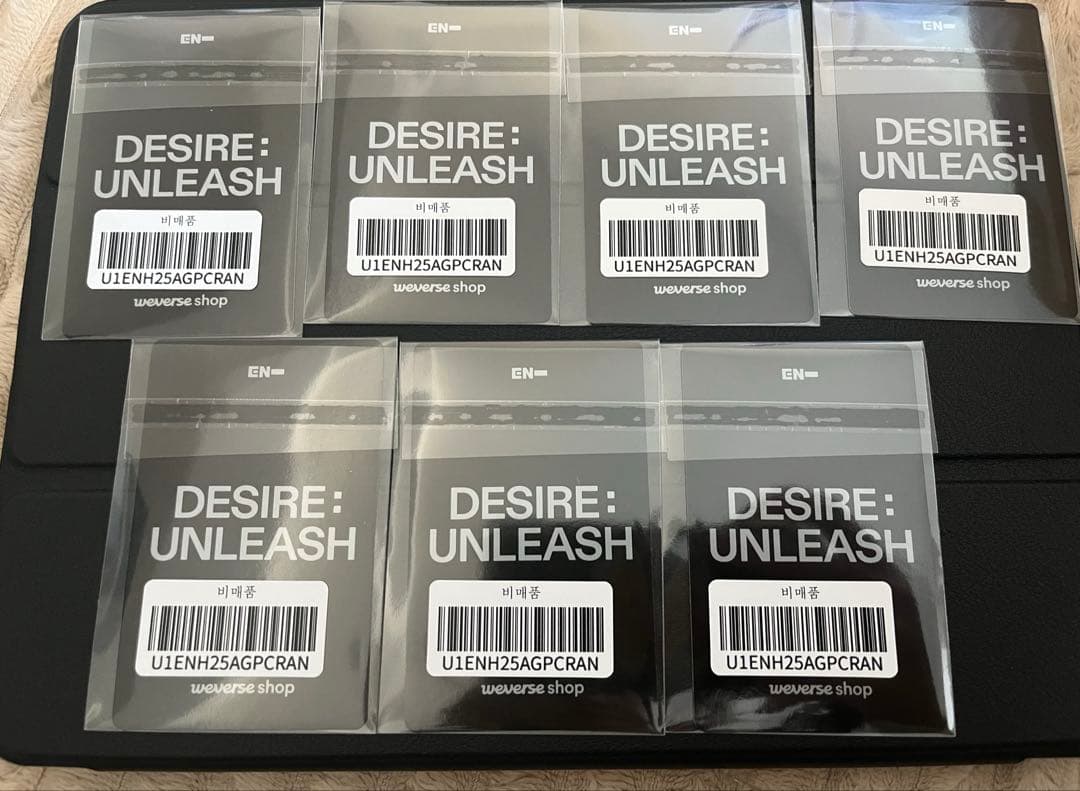 EN-
DESIRE:
UNLEASH
비매품
U1ENH25AGPCRAN
weverse shop
EN-
DESIRE:
UNLEASH
비매품
U1ENH25AGPCRAN
weverse shop
EN-
DESIRE:
UNLEASH
비매품
U1ENH25AGPCRAN
weverse shop
EN-
DESIRE:
UNLEASH
비매품
U1ENH25AGPCRAN
weverse shop
EN-
DESIRE:
UNLEASH
비매품
U1ENH25AGPCRAN
weverse shop
EN-
DESIRE:
UNLEASH
비매품
U1ENH25AGPCRAN
weverse shop
EN-
DESIRE:
UNLEASH
비매품
U1ENH25AGPCRAN
weverse shop